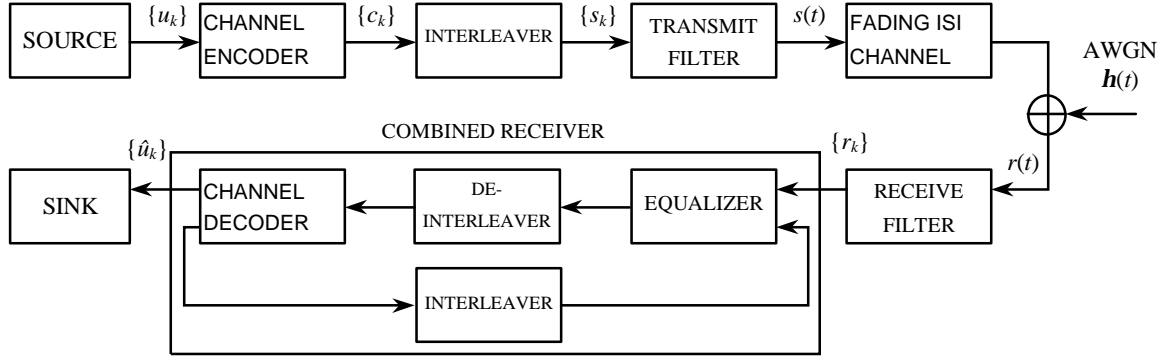 {u_k}
{c_k}
{s_k}
s(t)
SOURCE
CHANNEL
ENCODER
INTERLEAVER
TRANSMIT
FILTER
FADING ISI
CHANNEL
AWGN
h(t)
COMBINED RECEIVER
{û_k}
{r_k}
r(t)
SINK
CHANNEL
DECODER
DE-
INTERLEAVER
EQUALIZER
RECEIVE
FILTER
INTERLEAVER